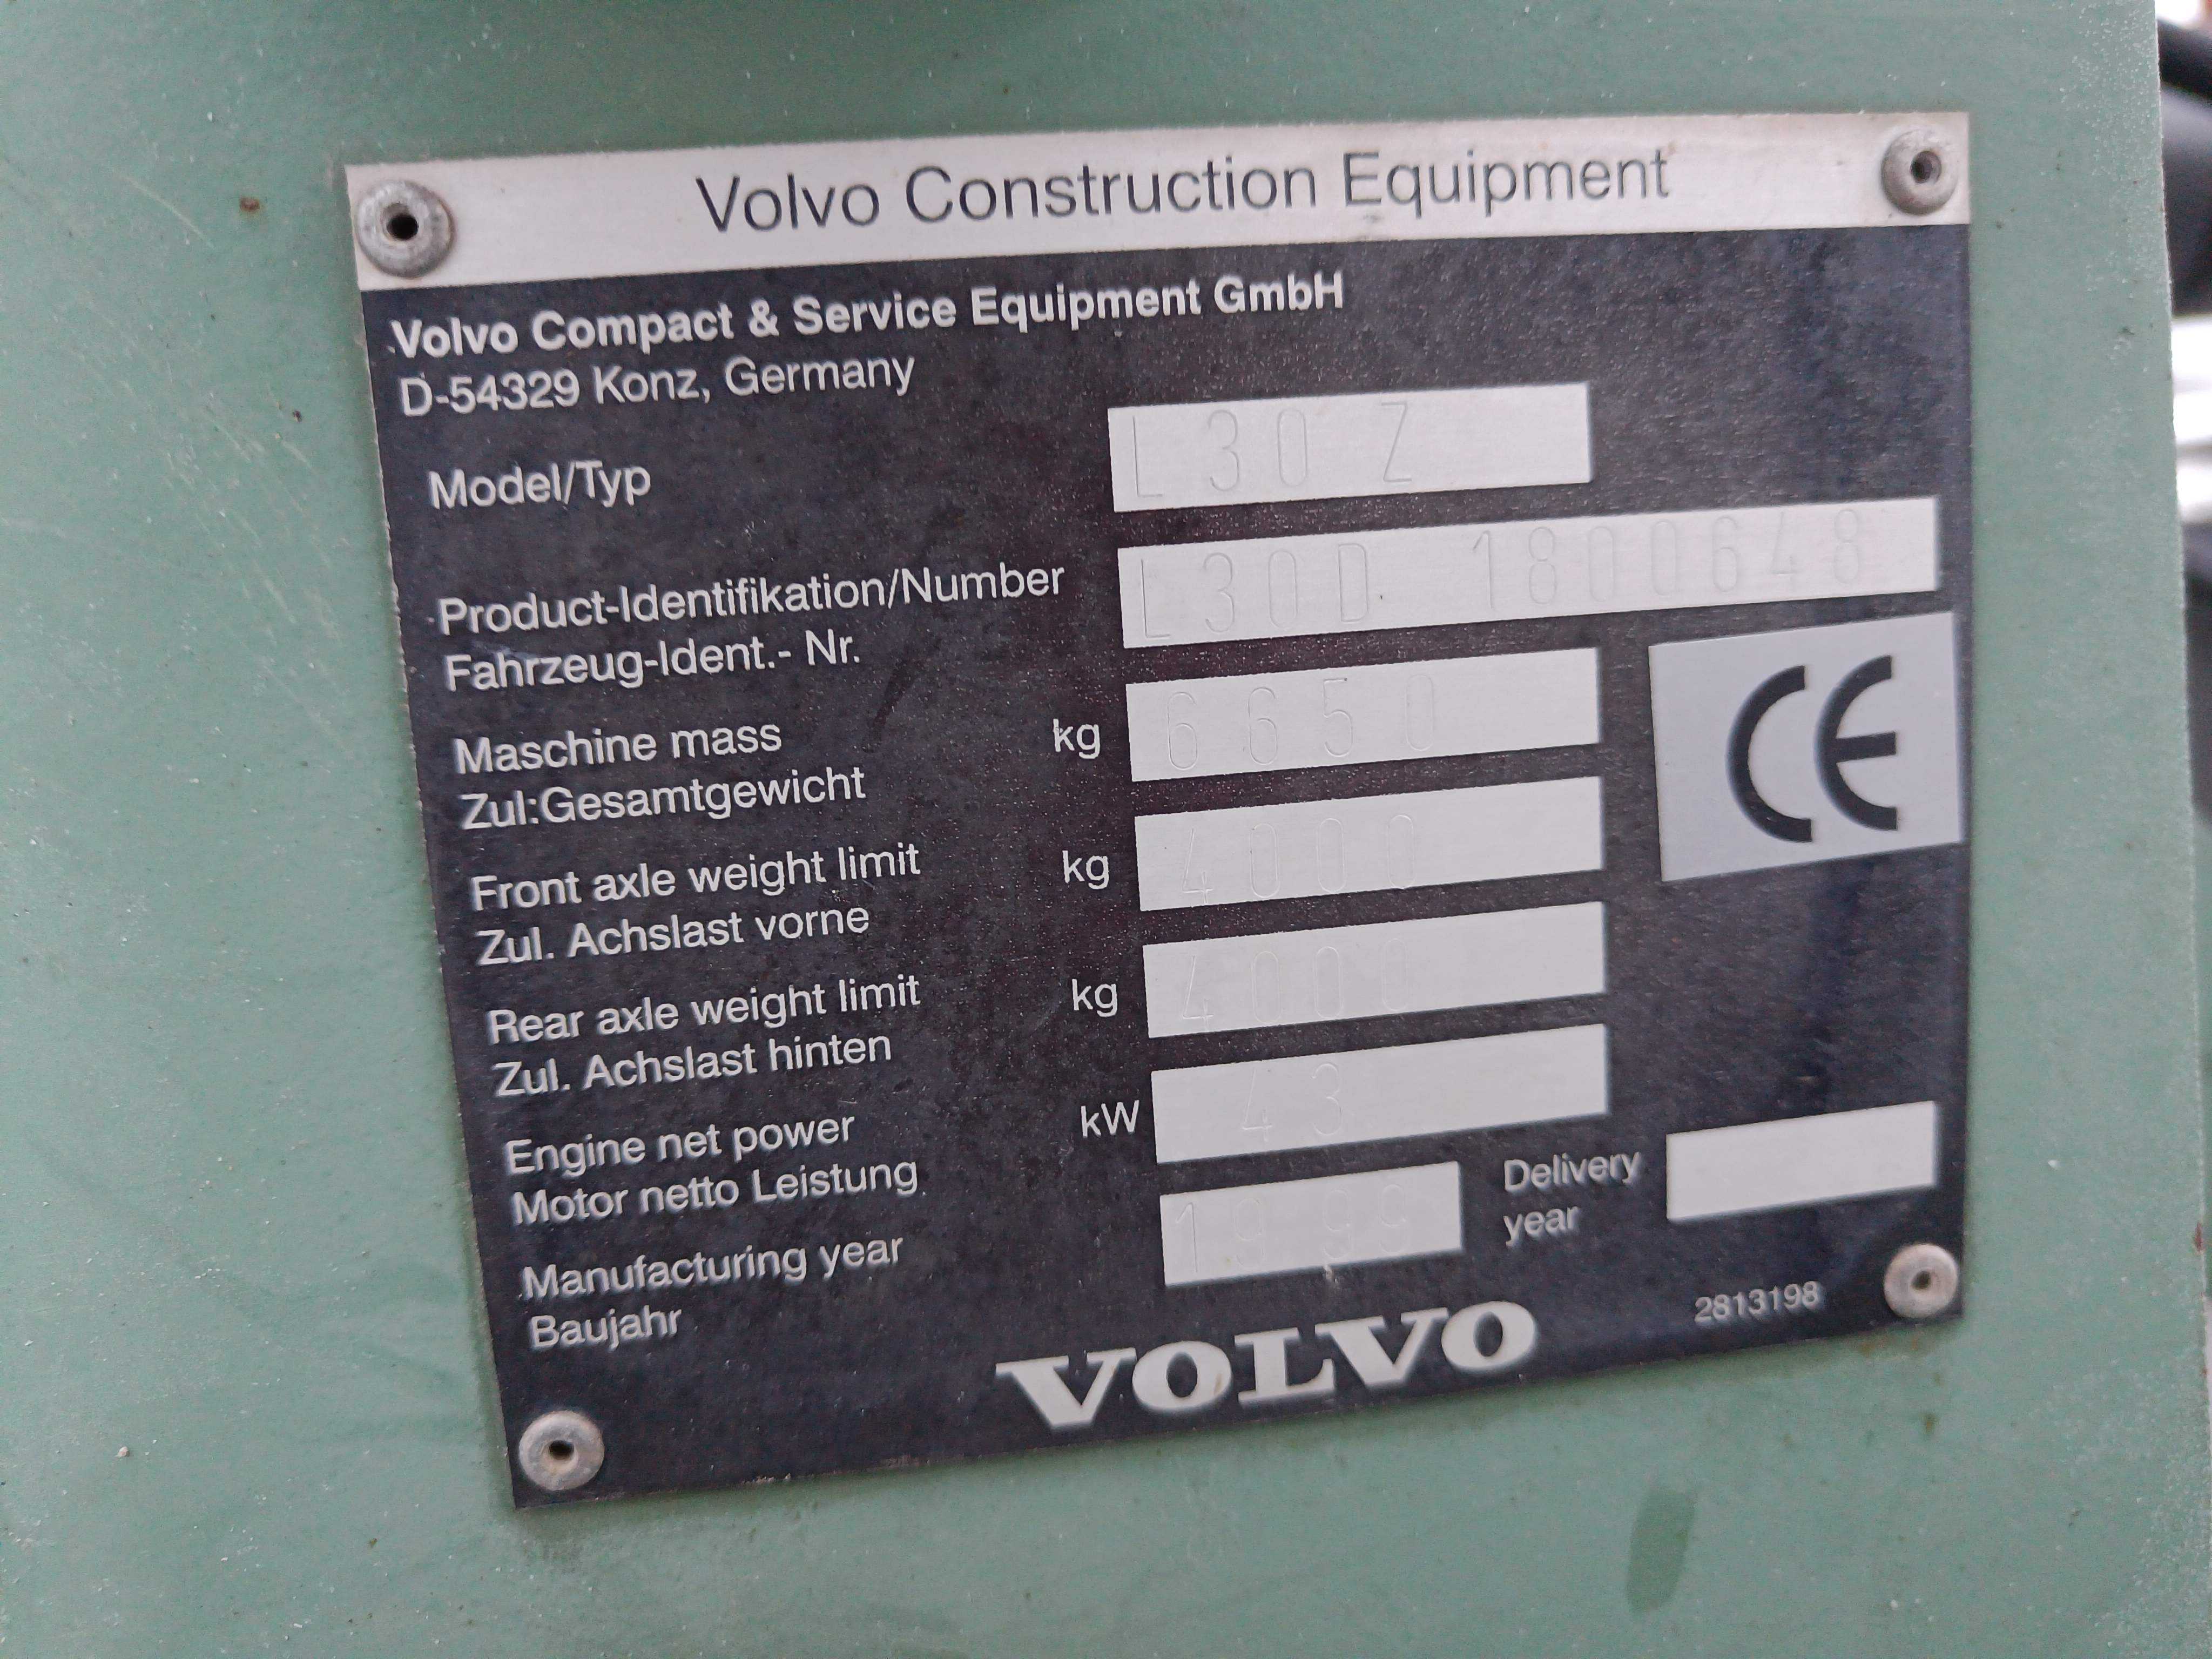 Volvo Construction Equipment
Volvo Compact & Service Equipment GmbH
D-54329 Konz, Germany
Model/Typ L30 Z
Product-Identifikation/Number L30D 1800648
Fahrzeug-Ident.- Nr.
Maschine mass kg 6650
Zul:Gesamtgewicht
CE
Front axle weight limit kg 4000
Zul. Achslast vorne
Rear axle weight limit kg 4000
Zul. Achslast hinten
Engine net power kW 43
Motor netto Leistung
Manufacturing year 1999
Baujahr
Delivery
year
2813198
VOLVO